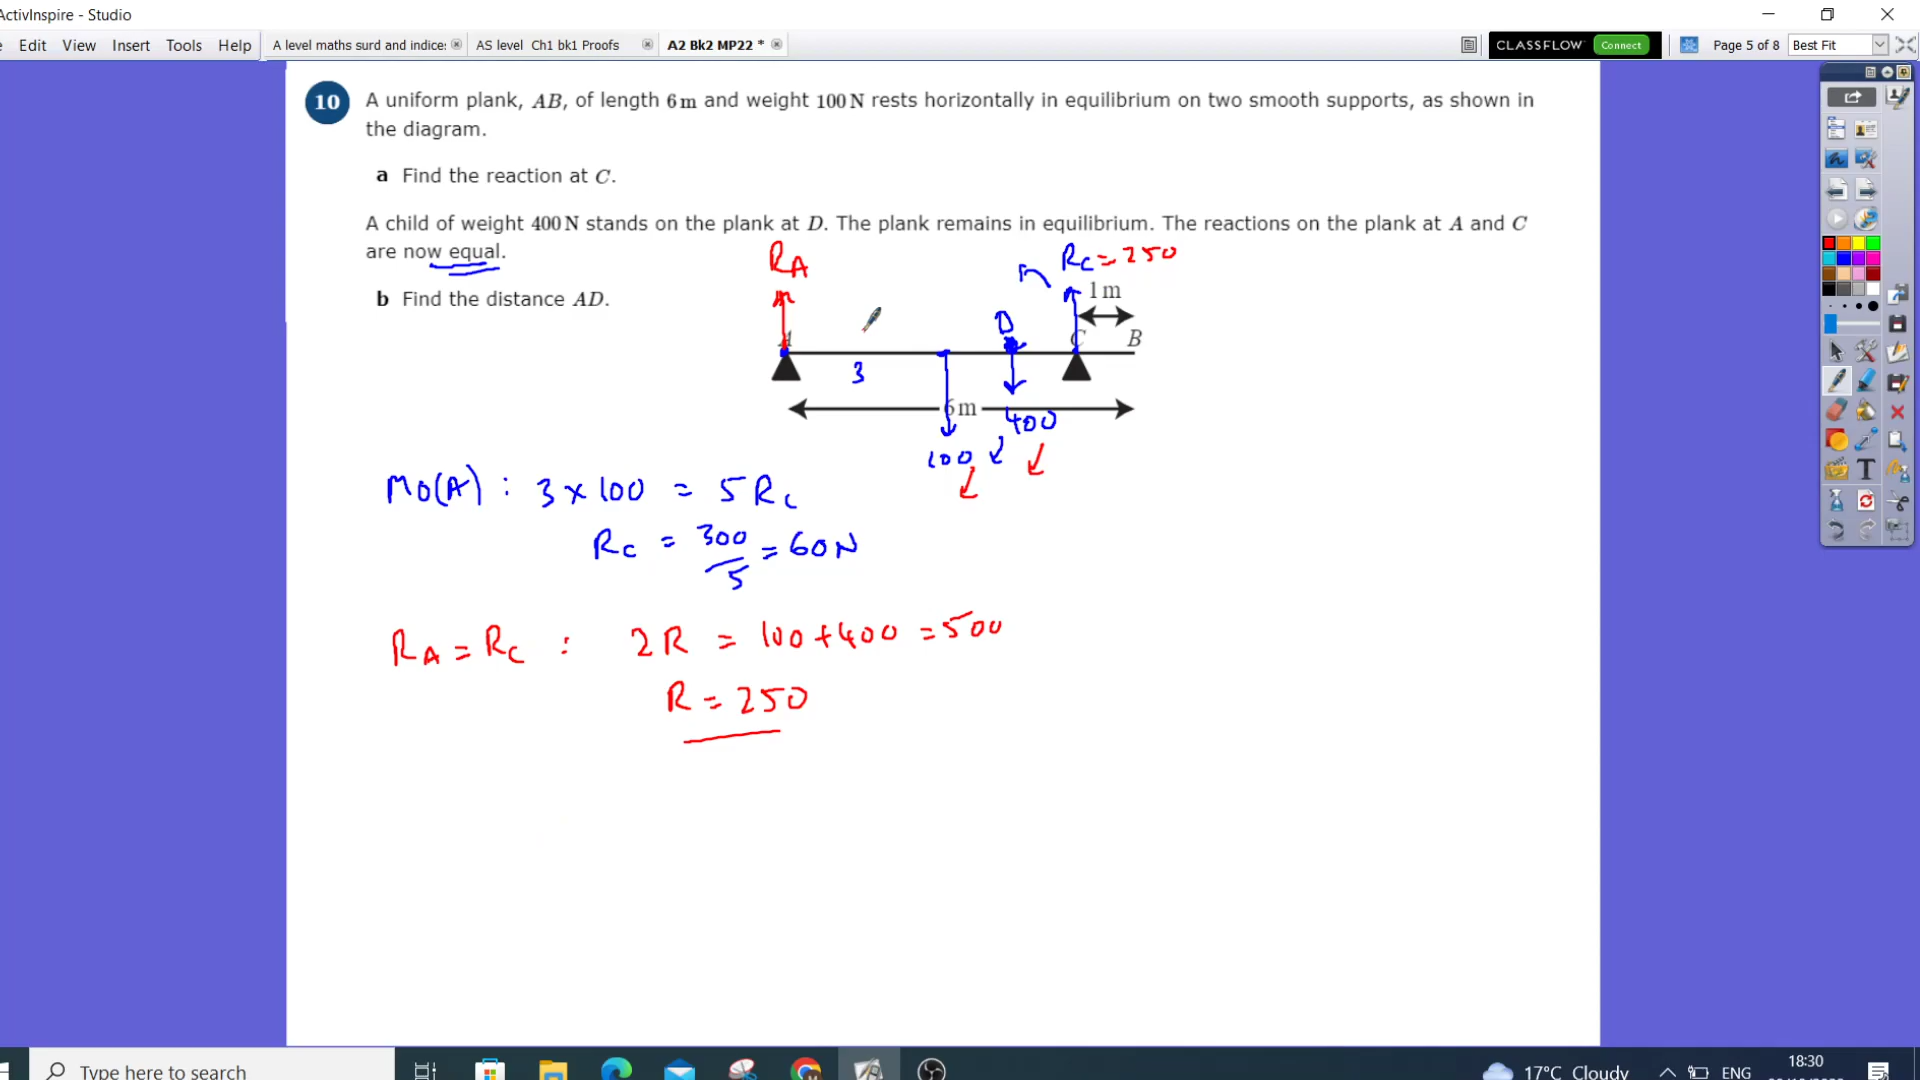 ActivInspire - Studio
Edit View Insert Tools Help
A level maths surd and indice: AS level Ch1 bk1 Proofs A2 Bk2 MP22 *
CLASSFLOW Connect Page 5 of 8 Best Fit
10 A uniform plank, AB, of length 6 m and weight 100 N rests horizontally in equilibrium on two smooth supports, as shown in
the diagram.
a Find the reaction at C.
A child of weight 400 N stands on the plank at D. The plank remains in equilibrium. The reactions on the plank at A and C
are now equal.
b Find the distance AD.
RA RC = 250
1 m
D
A C B
3
6 m
400
100
MO(A) : 3 x 100 = 5 RC
RC = 300/5 = 60N
RA = RC : 2R = 100 + 400 = 500
R = 250
Type here to search
17°C Cloudy ENG
18:30